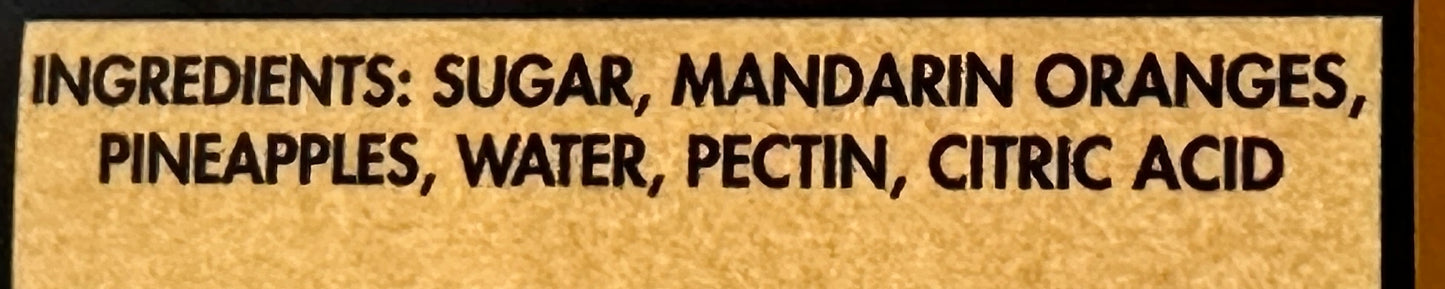 INGREDIENTS: SUGAR, MANDARIN ORANGES,
PINEAPPLES, WATER, PECTIN, CITRIC ACID